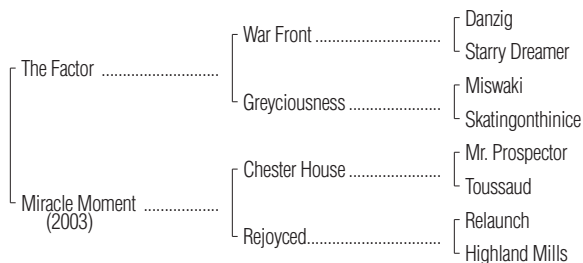 The Factor ..............................
War Front ..............................
Danzig
Starry Dreamer
Greyciousness ........................
Miswaki
Skatingonthinice
Miracle Moment ...................
(2003)
Chester House ........................
Mr. Prospector
Toussaud
Rejoyced..................................
Relaunch
Highland Mills